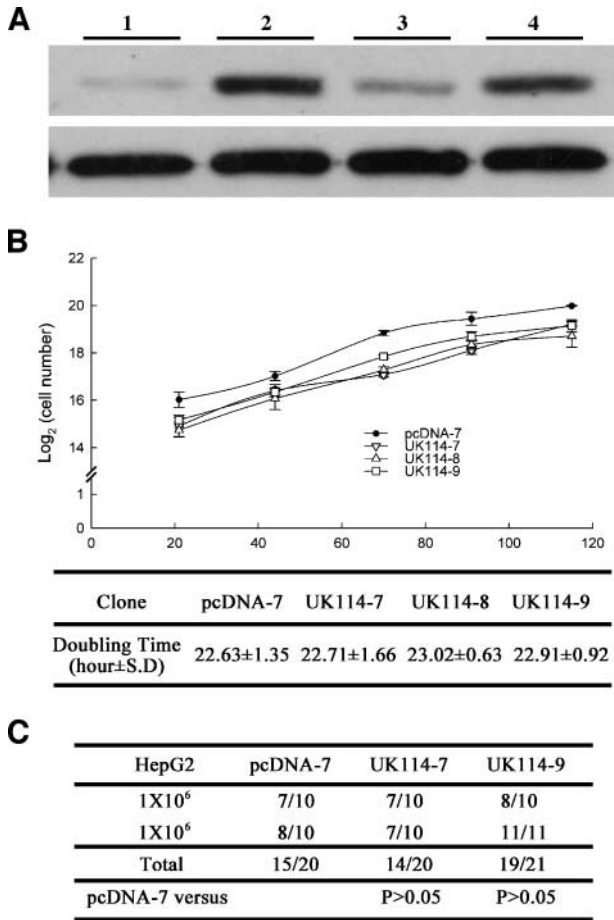 A
1 2 3 4
B
22
20
18
16
14
1
0
Log2 (cell number)
pcDNA-7
UK114-7
UK114-8
UK114-9
0 20 40 60 80 100 120
Clone pcDNA-7 UK114-7 UK114-8 UK114-9
Doubling Time
(hour±S.D) 22.63±1.35 22.71±1.66 23.02±0.63 22.91±0.92
C
HepG2 pcDNA-7 UK114-7 UK114-9
1X10⁶ 7/10 7/10 8/10
1X10⁶ 8/10 7/10 11/11
Total 15/20 14/20 19/21
pcDNA-7 versus P>0.05 P>0.05